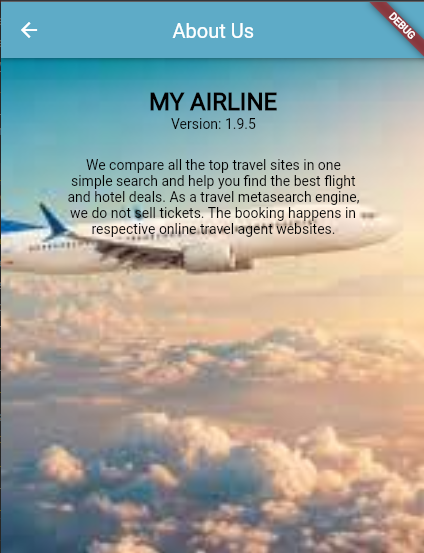 About Us
DEBUG
MY AIRLINE
Version: 1.9.5
We compare all the top travel sites in one
simple search and help you find the best flight
and hotel deals. As a travel metasearch engine,
we do not sell tickets. The booking happens in
respective online travel agent websites.